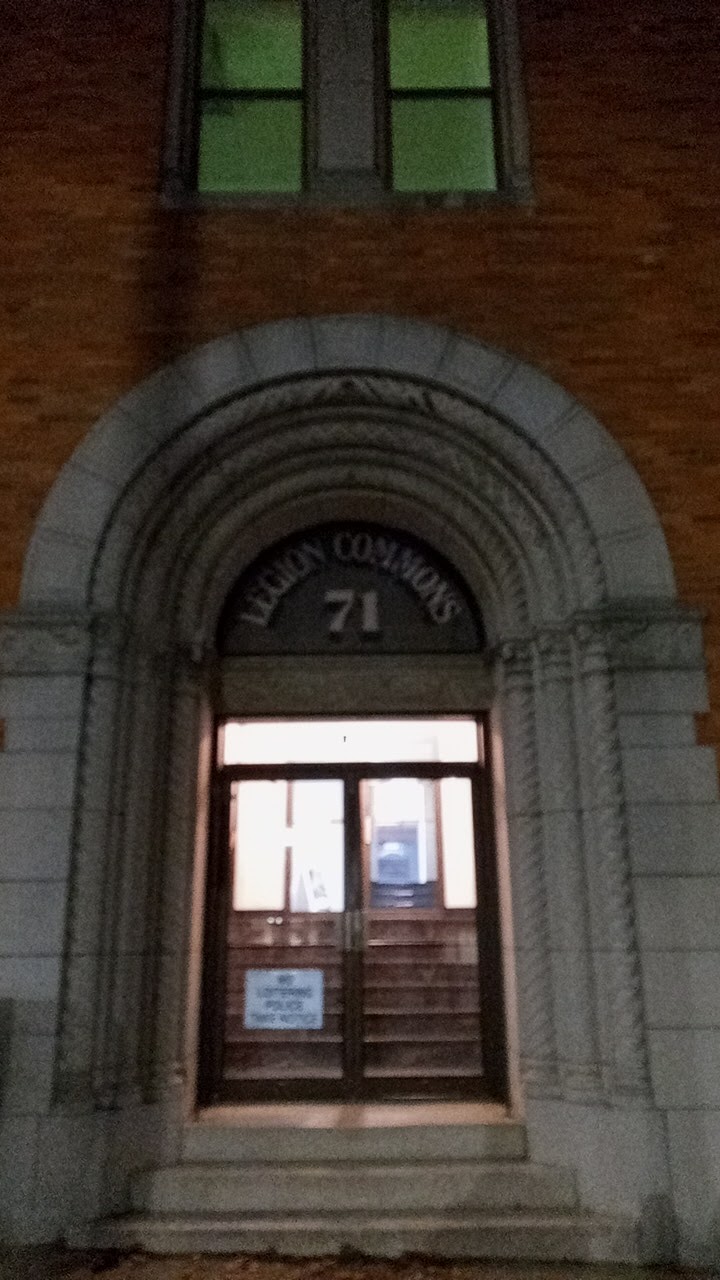 LEGION COMMONS
71
NO
LOITERING
POLICE
TAKE NOTICE